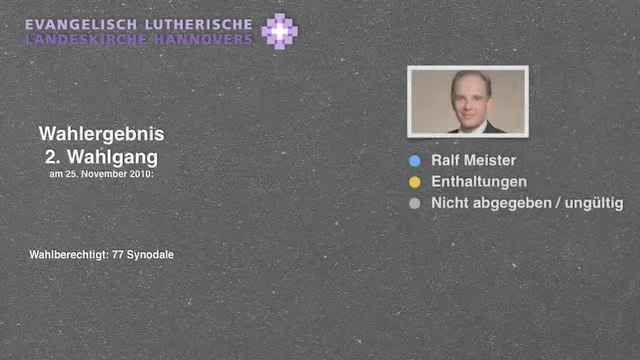 EVANGELISCH LUTHERISCHE
LANDESKIRCHE HANNOVERS
Wahlergebnis
2. Wahlgang
am 25. November 2010:
Wahlberechtigt: 77 Synodale
Ralf Meister
Enthaltungen
Nicht abgegeben / ungültig